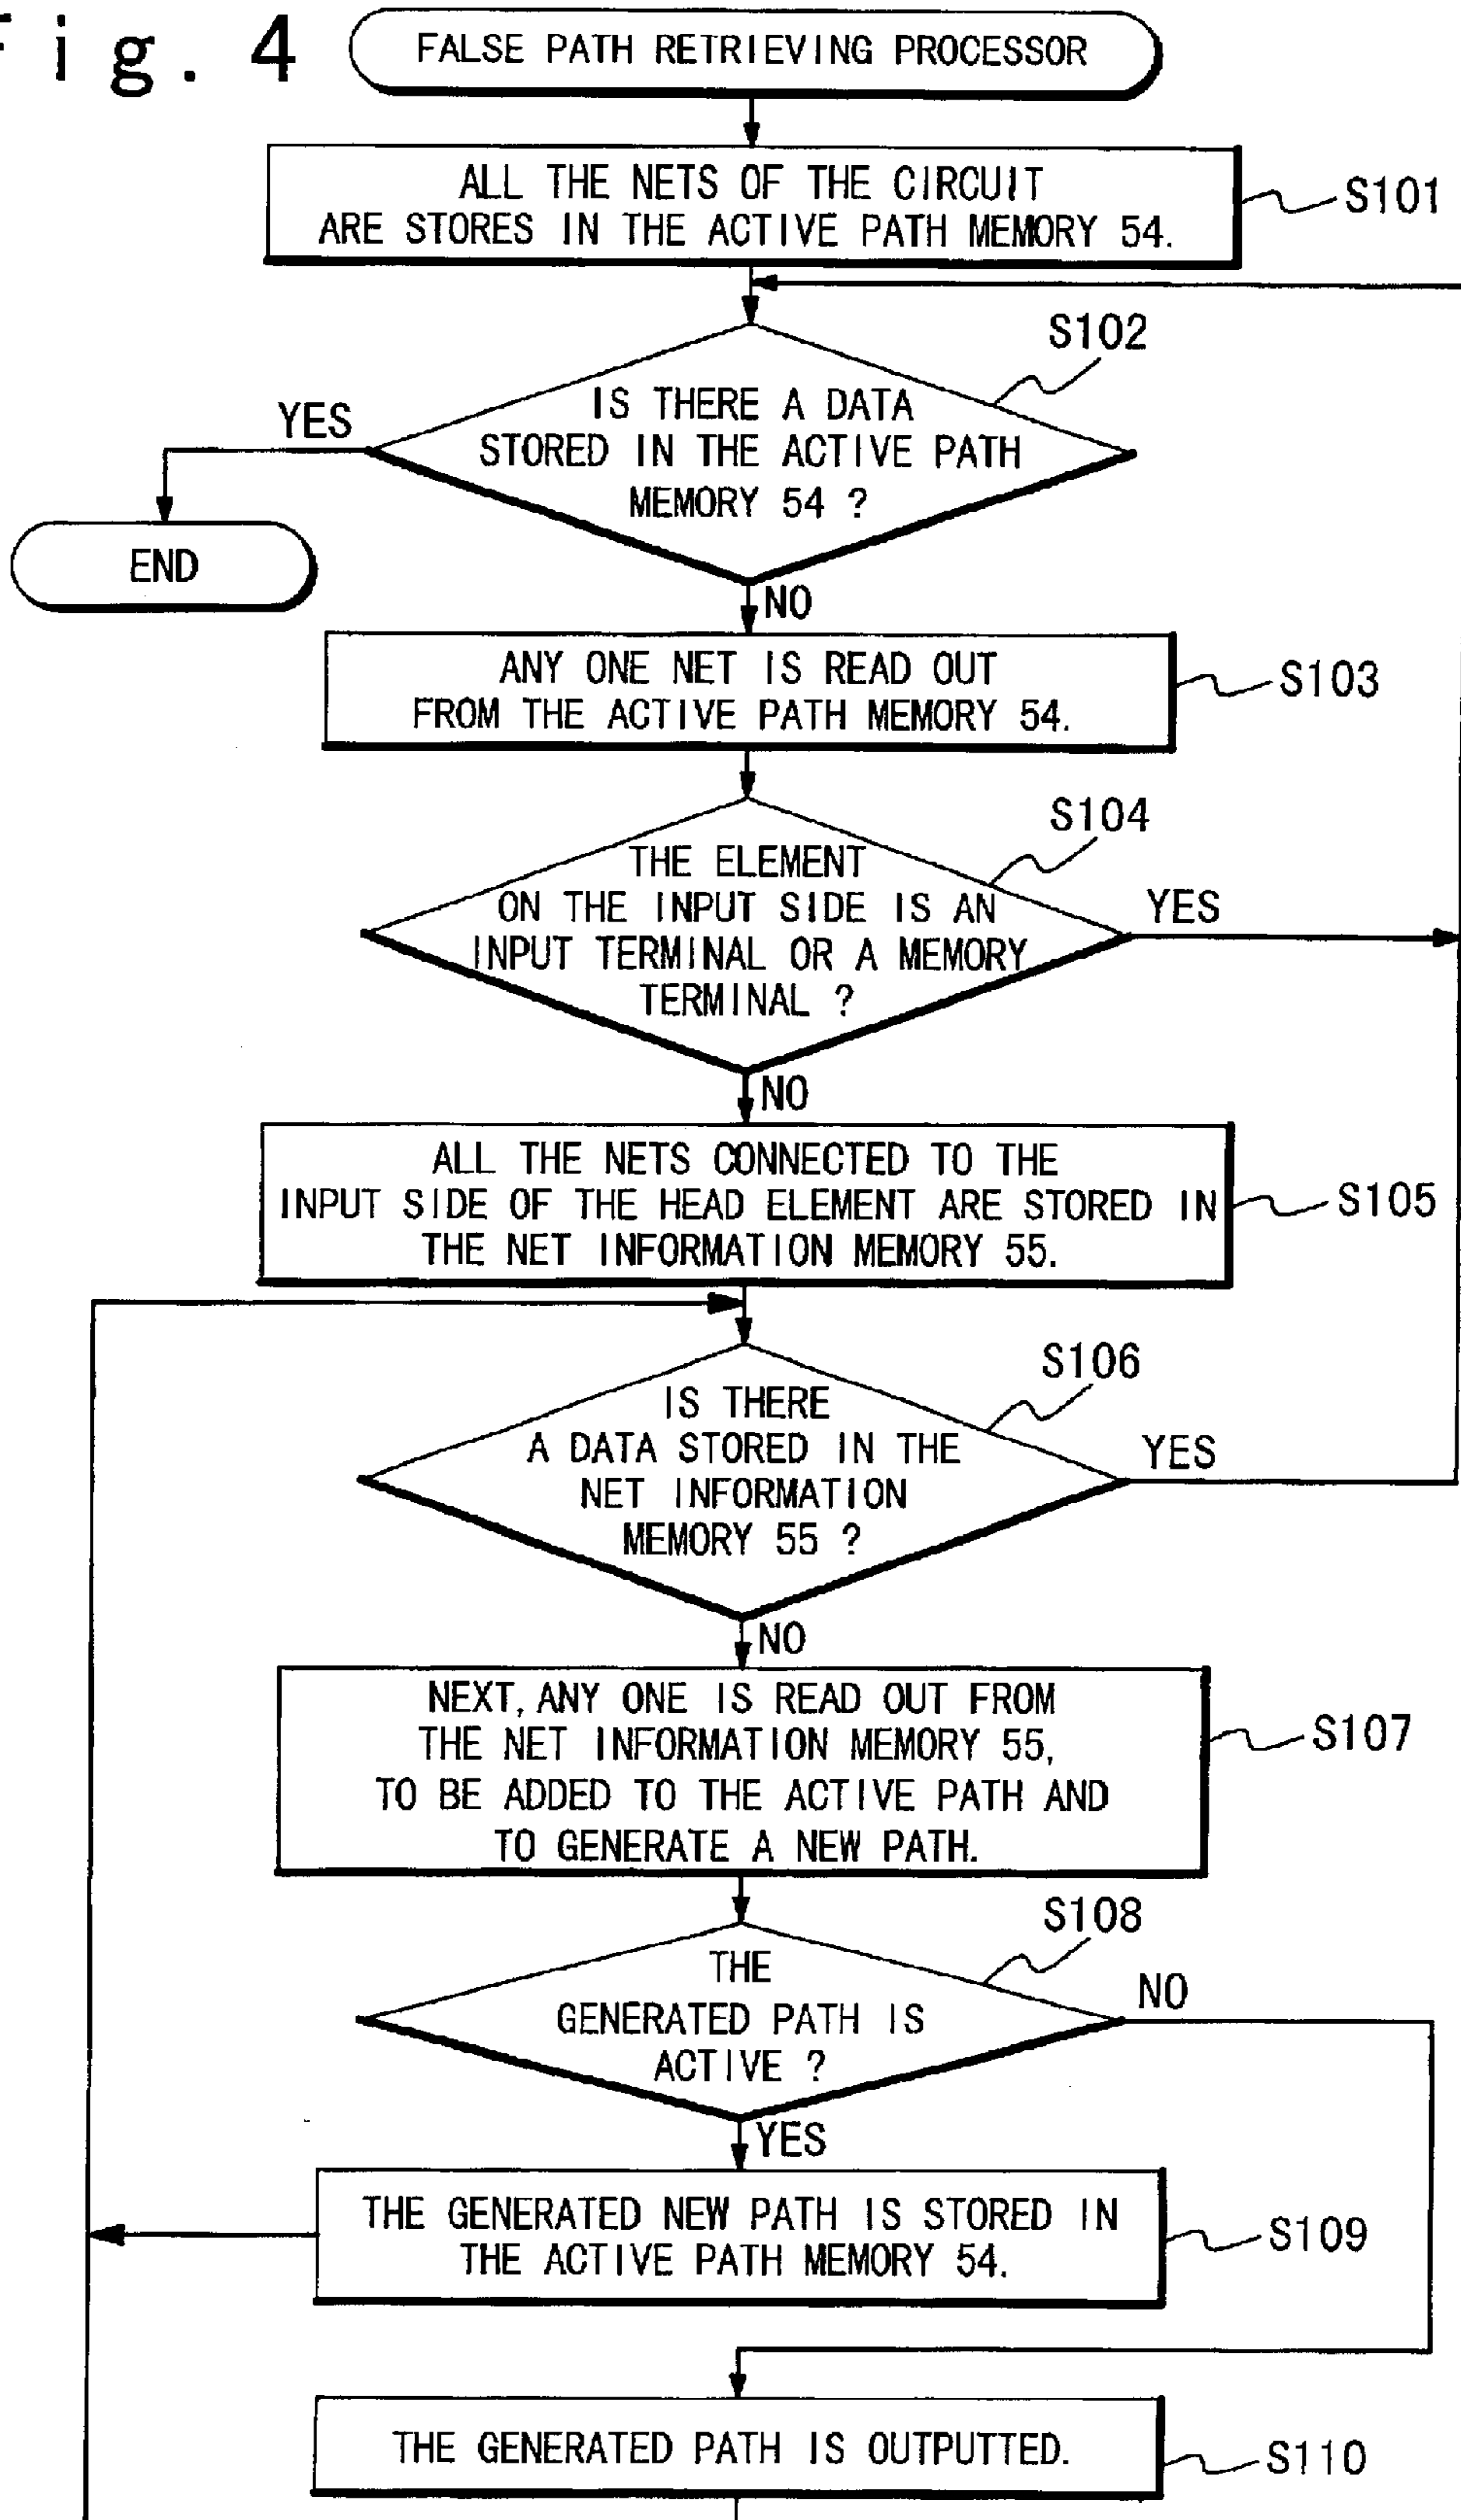 Fig. 4
FALSE PATH RETRIEVING PROCESSOR
ALL THE NETS OF THE CIRCUIT
ARE STORES IN THE ACTIVE PATH MEMORY 54.
S101
S102
IS THERE A DATA
STORED IN THE ACTIVE PATH
MEMORY 54 ?
YES
END
NO
ANY ONE NET IS READ OUT
FROM THE ACTIVE PATH MEMORY 54.
S103
S104
THE ELEMENT
ON THE INPUT SIDE IS AN
INPUT TERMINAL OR A MEMORY
TERMINAL ?
YES
NO
ALL THE NETS CONNECTED TO THE
INPUT SIDE OF THE HEAD ELEMENT ARE STORED IN
THE NET INFORMATION MEMORY 55.
S105
S106
IS THERE
A DATA STORED IN THE
NET INFORMATION
MEMORY 55 ?
YES
NO
NEXT, ANY ONE IS READ OUT FROM
THE NET INFORMATION MEMORY 55,
TO BE ADDED TO THE ACTIVE PATH AND
TO GENERATE A NEW PATH.
S107
S108
THE
GENERATED PATH IS
ACTIVE ?
NO
YES
THE GENERATED NEW PATH IS STORED IN
THE ACTIVE PATH MEMORY 54.
S109
THE GENERATED PATH IS OUTPUTTED.
S110